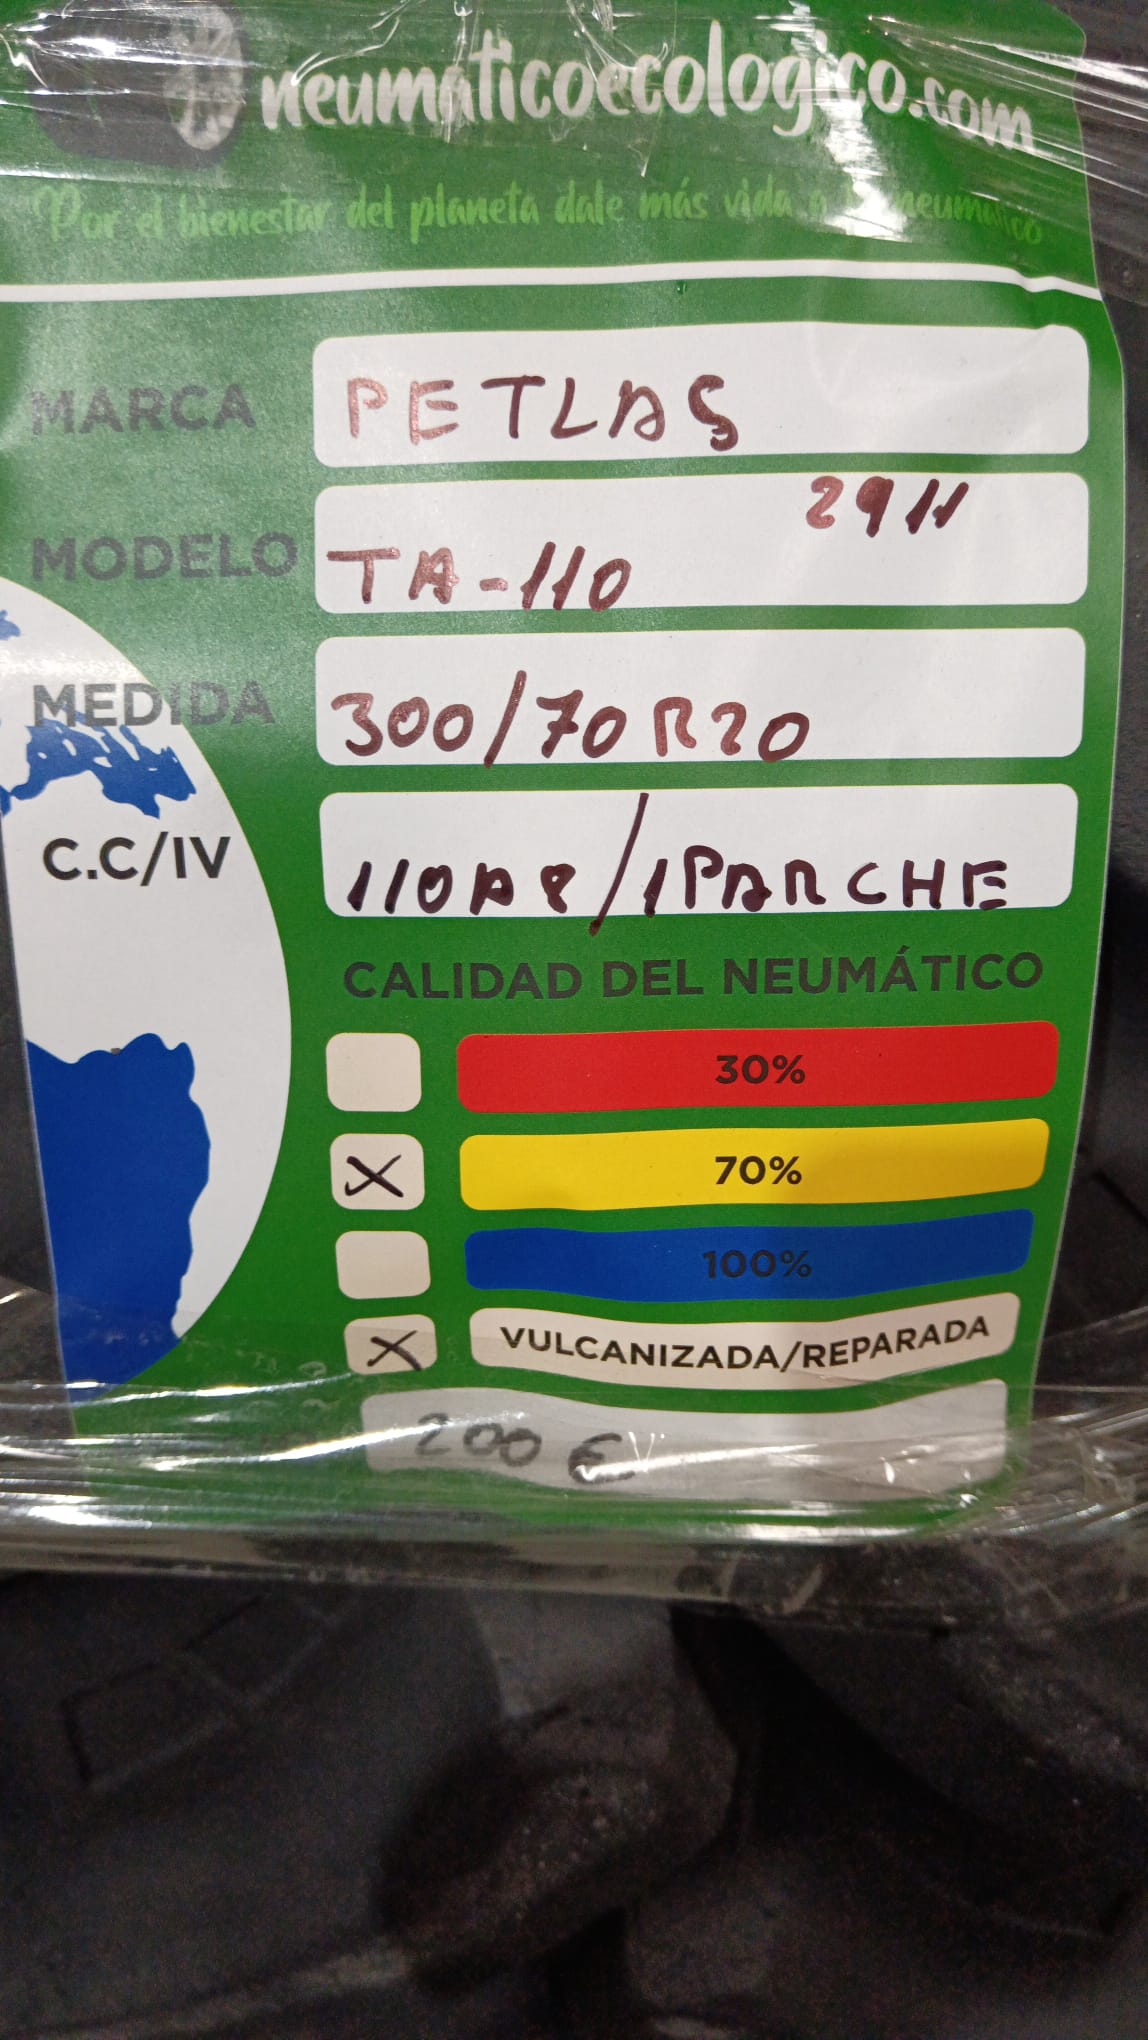 neumaticoecologico.com
Por el bienestar del planeta dale más vida a tu neumático
MARCA PETLAS
2911
MODELO TA-110
MEDIDA 300/70R20
C.C/IV 110A8/1PARCHE
CALIDAD DEL NEUMÁTICO
30%
X 70%
100%
X VULCANIZADA/REPARADA
200 €